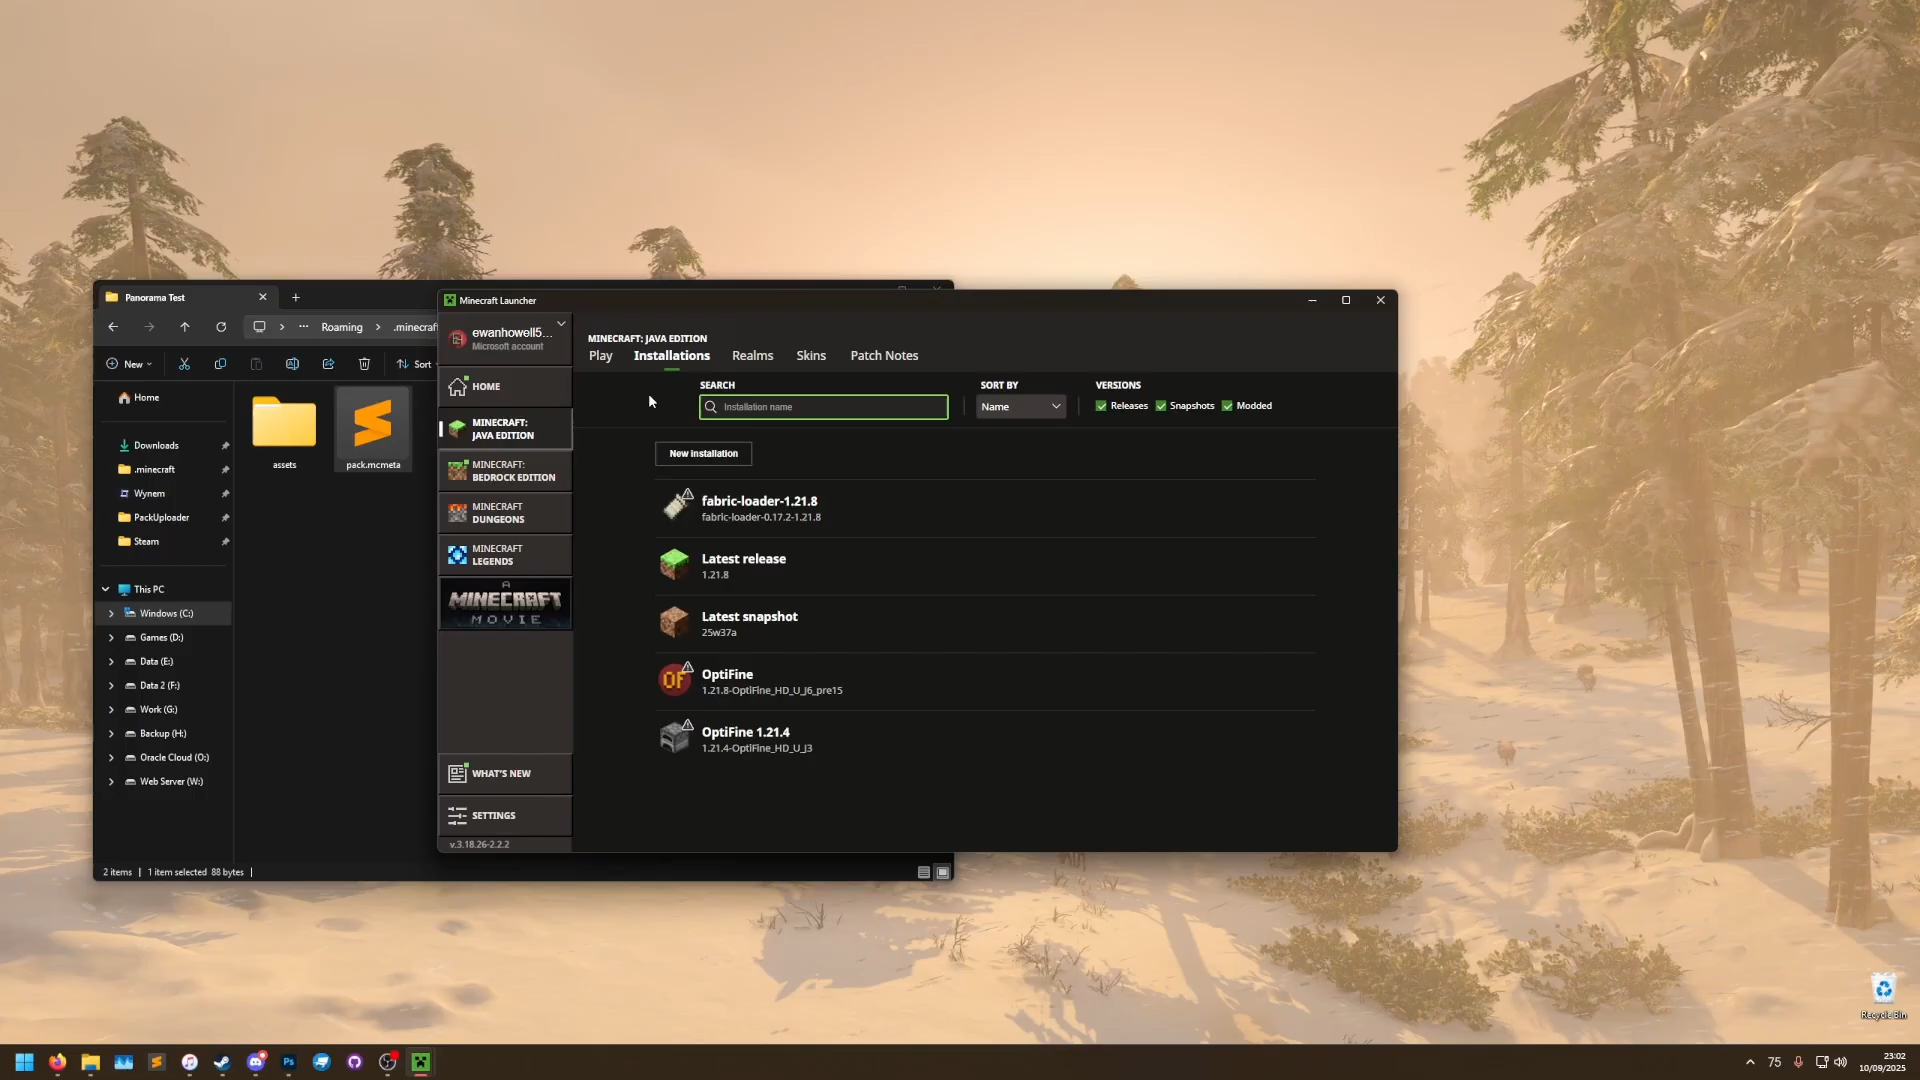 Panorama Test
Roaming
.minecraft
New
Sort
Home
Downloads
.minecraft
Wynem
PackUploader
Steam
This PC
Windows (C:)
Games (D:)
Data (E:)
Data 2 (F:)
Work (G:)
Backup (H:)
Oracle Cloud (O:)
Web Server (W:)
assets
pack.mcmeta
2 items
1 item selected 88 bytes
Minecraft Launcher
ewanhowell5...
Microsoft account
HOME
MINECRAFT:
JAVA EDITION
MINECRAFT:
BEDROCK EDITION
MINECRAFT
DUNGEONS
MINECRAFT
LEGENDS
A
MINECRAFT
MOVIE
WHAT'S NEW
SETTINGS
v.3.18.26-2.2.2
MINECRAFT: JAVA EDITION
Play Installations Realms Skins Patch Notes
SEARCH
Installation name
SORT BY
Name
VERSIONS
Releases Snapshots Modded
New installation
fabric-loader-1.21.8
fabric-loader-0.17.2-1.21.8
Latest release
1.21.8
Latest snapshot
25w37a
OF
OptiFine
1.21.8-OptiFine_HD_U_J6_pre15
OptiFine 1.21.4
1.21.4-OptiFine_HD_U_J3
Recycle Bin
Ps
75
23:02
10/09/2025